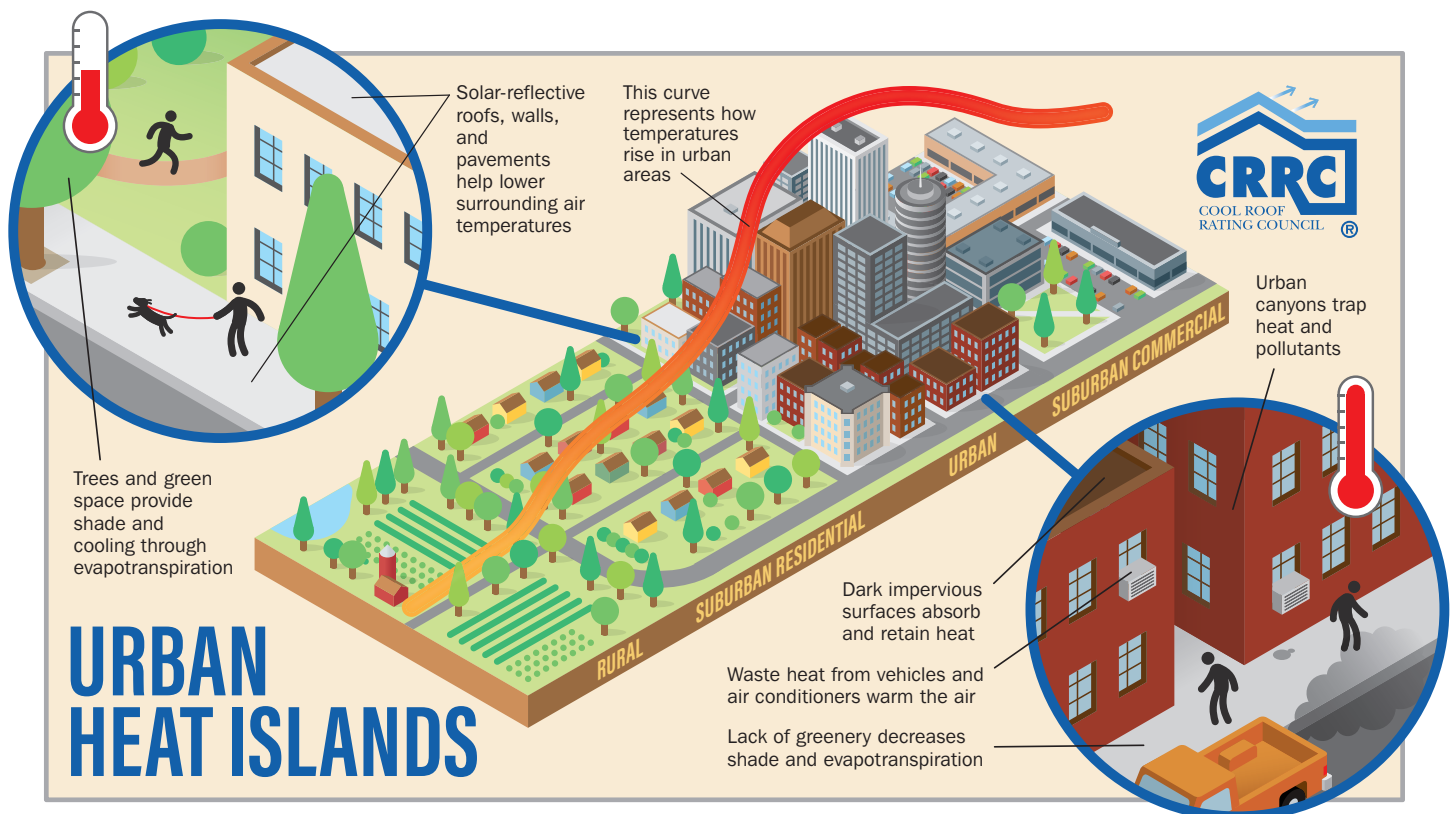 Solar-reflective
roofs, walls,
and
pavements
help lower
surrounding air
temperatures
This curve
represents how
temperatures
rise in urban
areas
CRRC
COOL ROOF
RATING COUNCIL ®
Urban
canyons trap
heat and
pollutants
Trees and green
space provide
shade and
cooling through
evapotranspiration
RURAL
SUBURBAN RESIDENTIAL
URBAN
SUBURBAN COMMERCIAL
Dark impervious
surfaces absorb
and retain heat
Waste heat from vehicles and
air conditioners warm the air
Lack of greenery decreases
shade and evapotranspiration
URBAN
HEAT ISLANDS